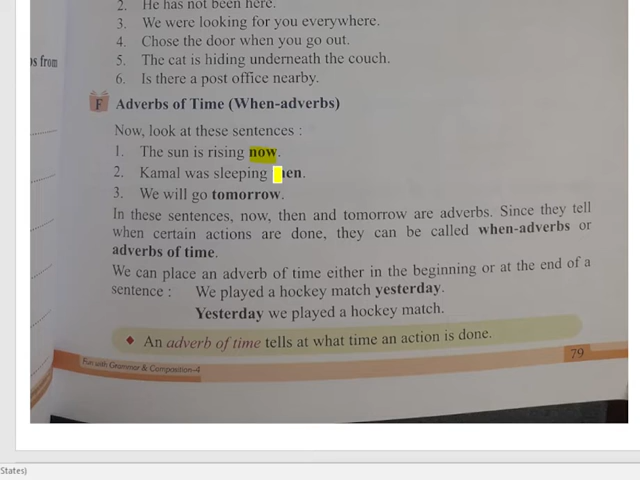 2. He has not been here.
3. We were looking for you everywhere.
4. Chose the door when you go out.
5. The cat is hiding underneath the couch.
6. Is there a post office nearby.
from
F Adverbs of Time (When-adverbs)
Now, look at these sentences :
1. The sun is rising now.
2. Kamal was sleeping hen.
3. We will go tomorrow.
In these sentences, now, then and tomorrow are adverbs. Since they tell
when certain actions are done, they can be called when-adverbs or
adverbs of time.
We can place an adverb of time either in the beginning or at the end of a
sentence : We played a hockey match yesterday.
Yesterday we played a hockey match.
An adverb of time tells at what time an action is done.
Fun with Grammar & Composition-4
79
States)